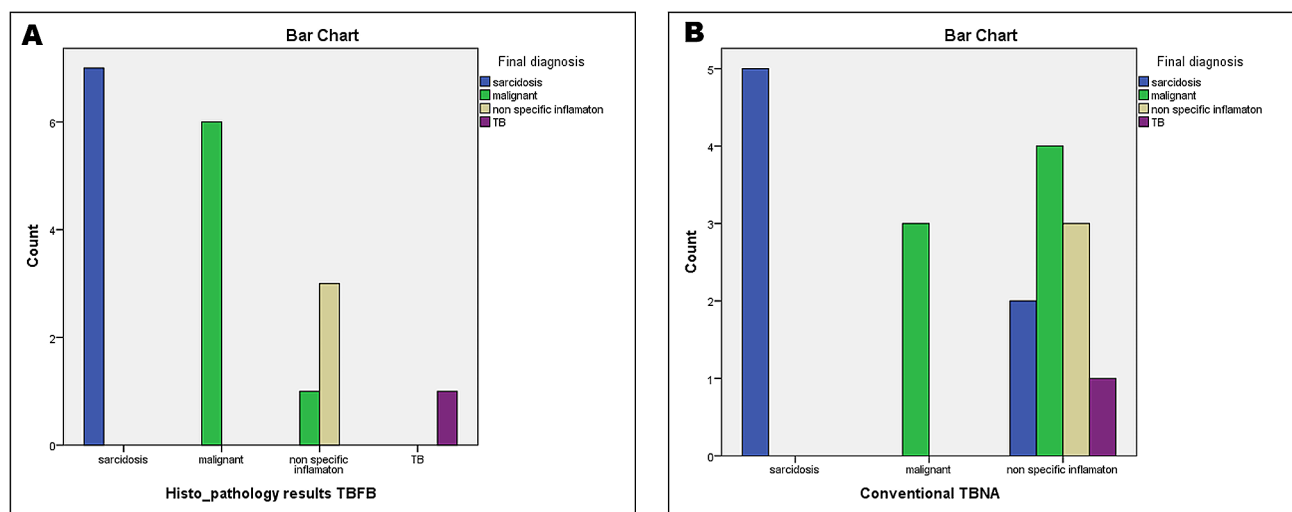 A
Bar Chart
Final diagnosis
sarcidosis
malignant
non specific inflamaton
TB
Count
6
4
2
0
sarcidosis
malignant
non specific
inflamaton
TB
Histo_pathology results TBFB
B
Bar Chart
Final diagnosis
sarcidosis
malignant
non specific inflamaton
TB
Count
5
4
3
2
1
0
sarcidosis
malignant
non specific inflamaton
Conventional TBNA